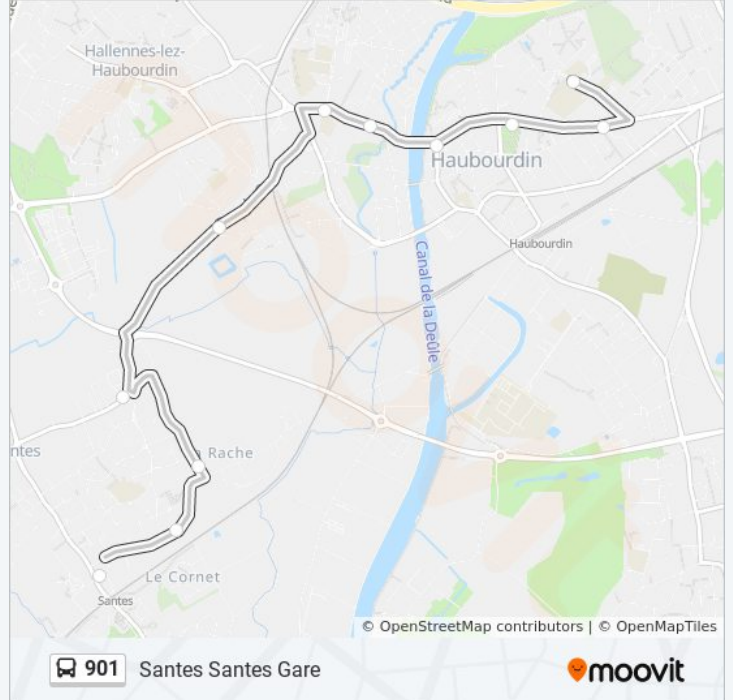 Hallennes-lez-
Haubourdin
Haubourdin
Haubourdin
Canal de la Deûle
ntes
Rache
Le Cornet
Santes
© OpenStreetMap contributors | © OpenMapTiles
901 Santes Santes Gare
moovit